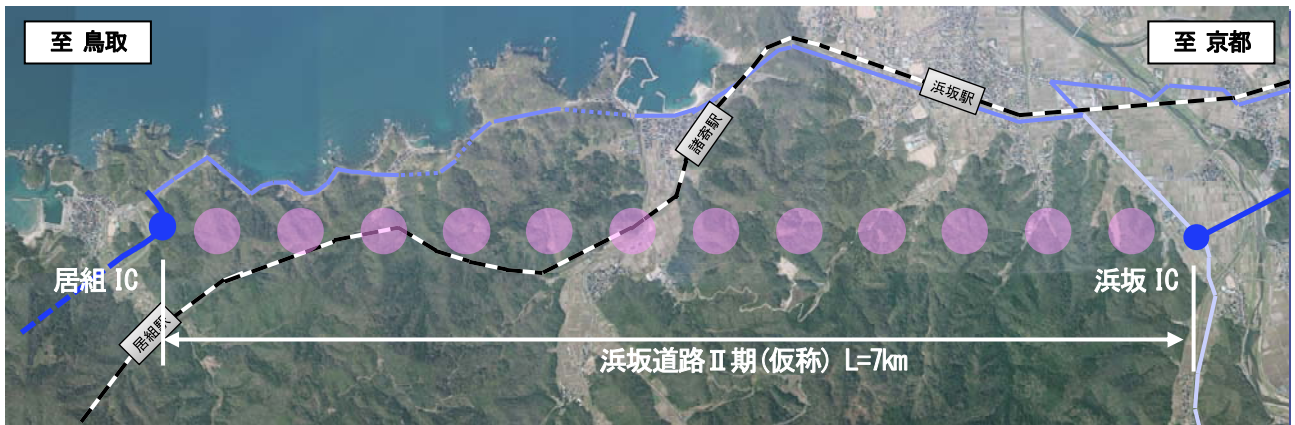 至 鳥取
至 京都
浜坂駅
諸寄駅
居組 IC
浜坂 IC
居組駅
浜坂道路Ⅱ期(仮称) L=7km